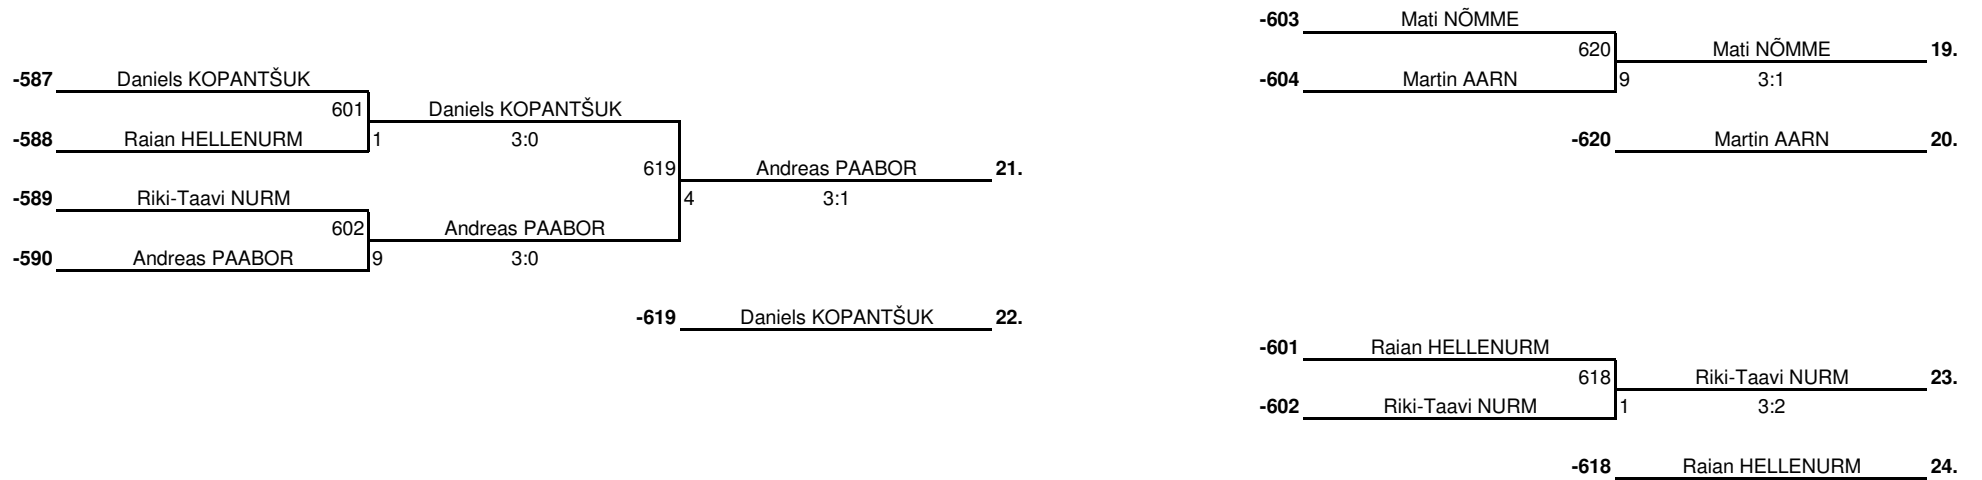 -603 Mati NÕMME
620 Mati NÕMME 19.
-604 Martin AARN 9 3:1
-620 Martin AARN 20.
-587 Daniels KOPANTŠUK
601 Daniels KOPANTŠUK
-588 Raian HELLENURM 1 3:0
619 Andreas PAABOR 21.
-589 Riki-Taavi NURM 4 3:1
602 Andreas PAABOR
-590 Andreas PAABOR 9 3:0
-619 Daniels KOPANTŠUK 22.
-601 Raian HELLENURM
618 Riki-Taavi NURM 23.
-602 Riki-Taavi NURM 1 3:2
-618 Raian HELLENURM 24.